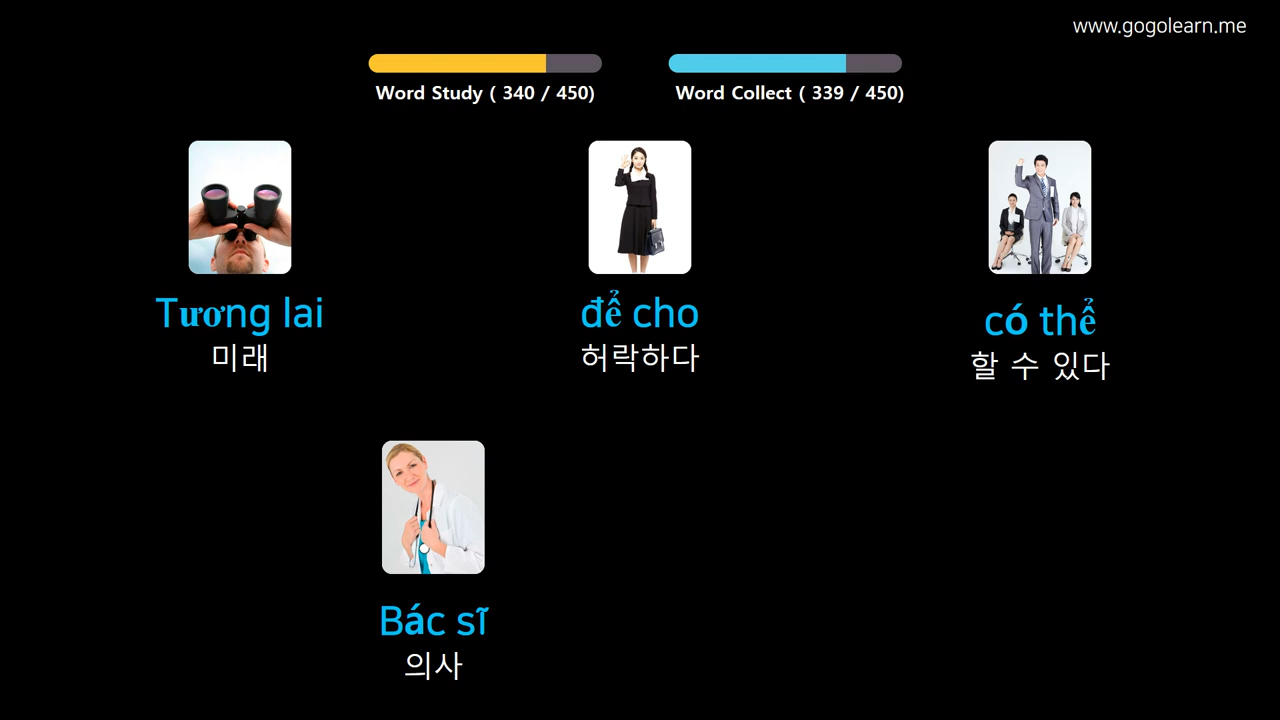 www.gogolearn.me
Word Study ( 340 / 450)
Word Collect ( 339 / 450)
Tương lai
미래
để cho
허락하다
có thể
할 수 있다
Bác sĩ
의사